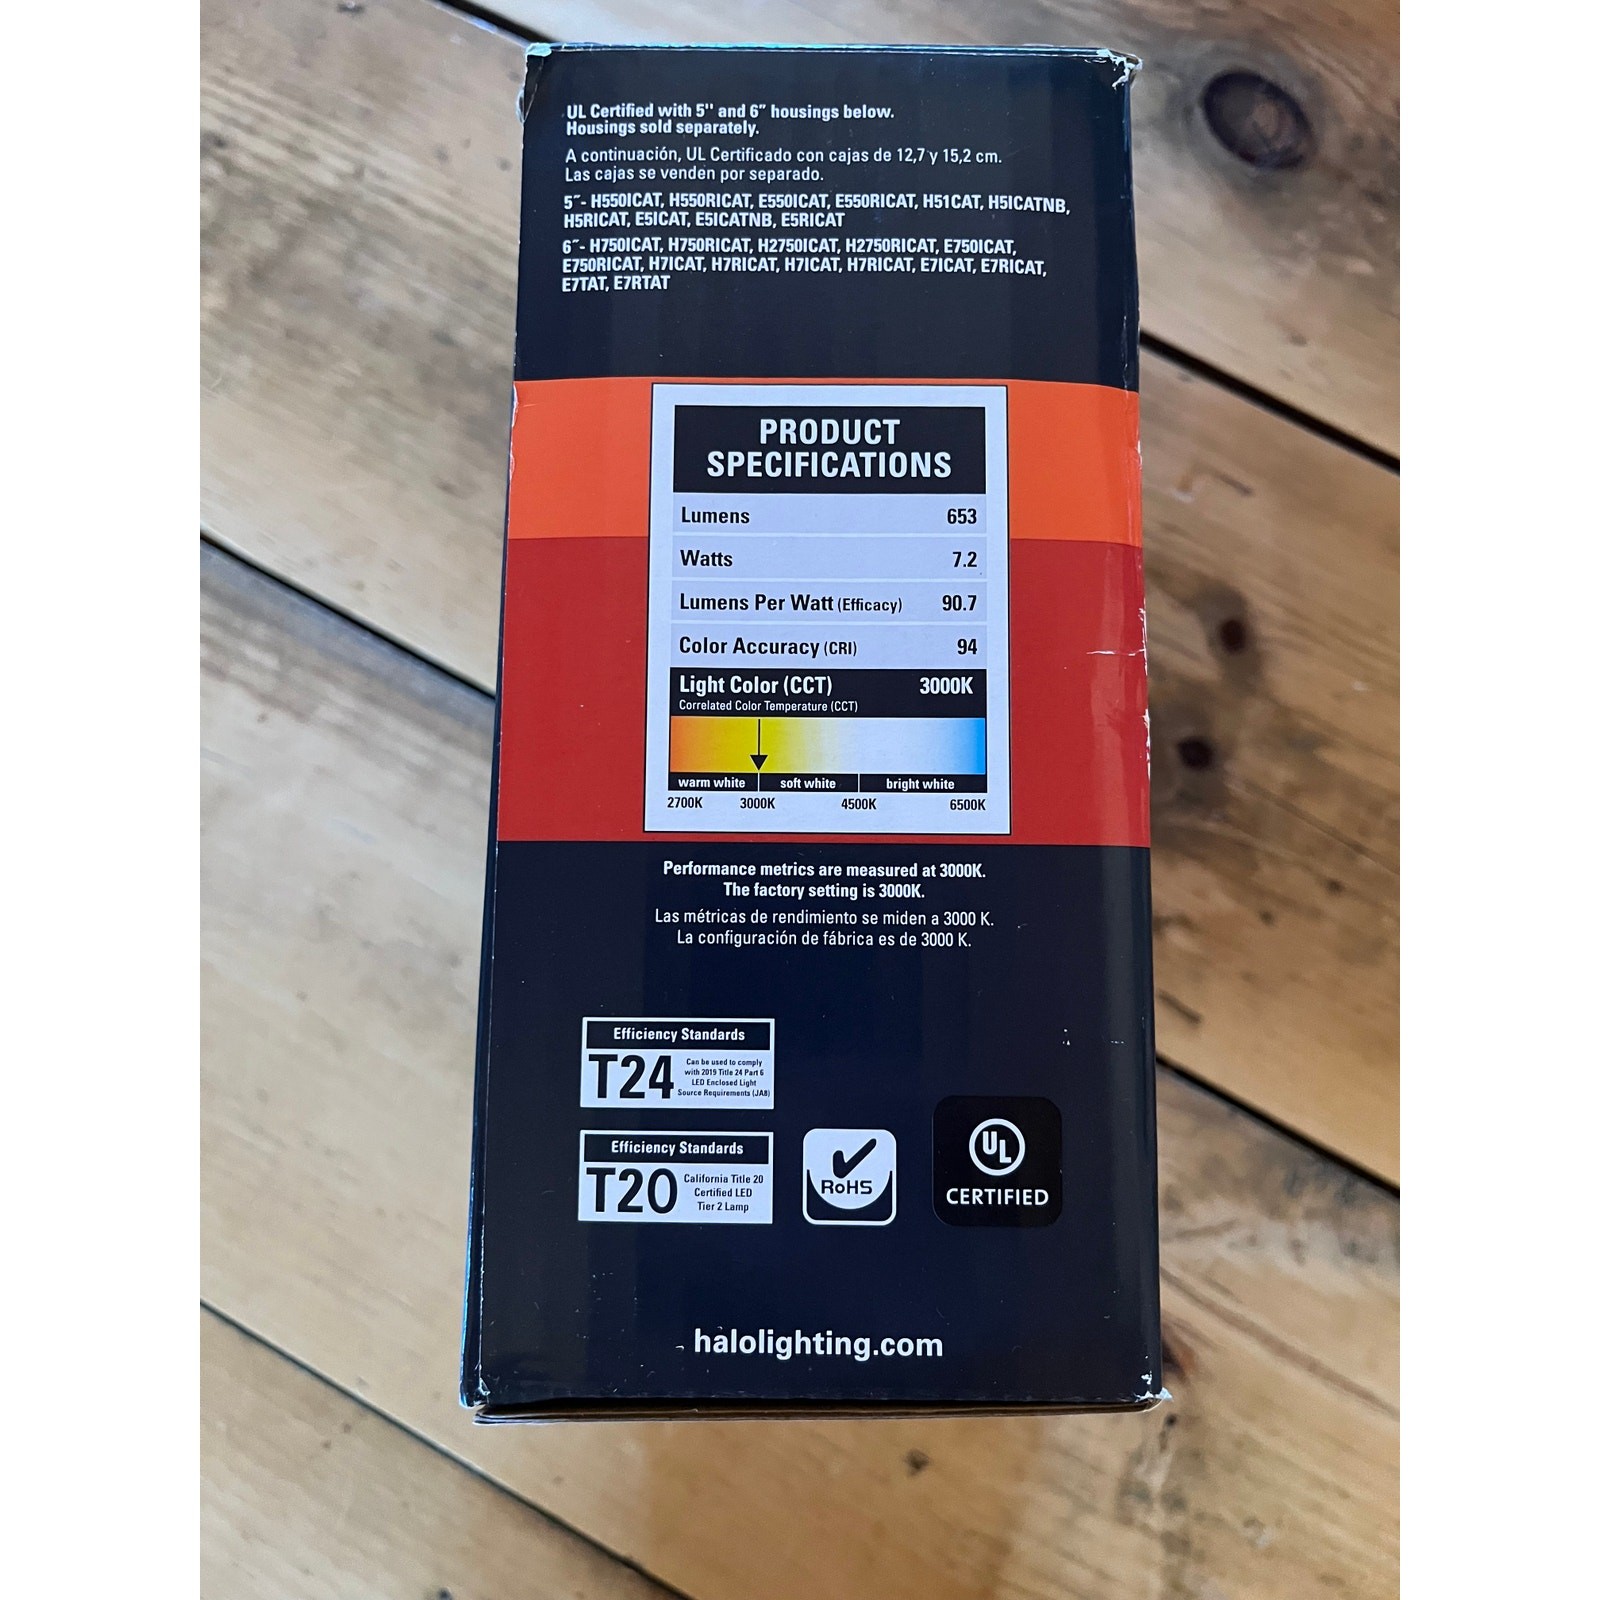 UL Certified with 5" and 6" housings below.
Housings sold separately.
A continuación, UL Certificado con cajas de 12,7 y 15,2 cm.
Las cajas se venden por separado.
5˝- H550ICAT, H550RICAT, E550ICAT, E550RICAT, H51CAT, H5ICATNB,
H5RICAT, E5ICAT, E5ICATNB, E5RICAT
6˝- H750ICAT, H750RICAT, H2750ICAT, H2750RICAT, E750ICAT,
E750RICAT, H7ICAT, H7RICAT, H7ICAT, H7RICAT, E7ICAT, E7RICAT,
E7TAT, E7RTAT
PRODUCT
SPECIFICATIONS
Lumens 653
Watts 7.2
Lumens Per Watt (Efficacy) 90.7
Color Accuracy (CRI) 94
Light Color (CCT) 3000K
Correlated Color Temperature (CCT)
warm white soft white bright white
2700K 3000K 4500K 6500K
Performance metrics are measured at 3000K.
The factory setting is 3000K.
Las métricas de rendimiento se miden a 3000 K.
La configuración de fábrica es de 3000 K.
Efficiency Standards
T24
Can be used to comply
with 2019 Title 24 Part 6
LED Enclosed Light
Source Requirements (JA8)
Efficiency Standards
T20
California Title 20
Certified LED
Tier 2 Lamp
RoHS
UL
CERTIFIED
halolighting.com